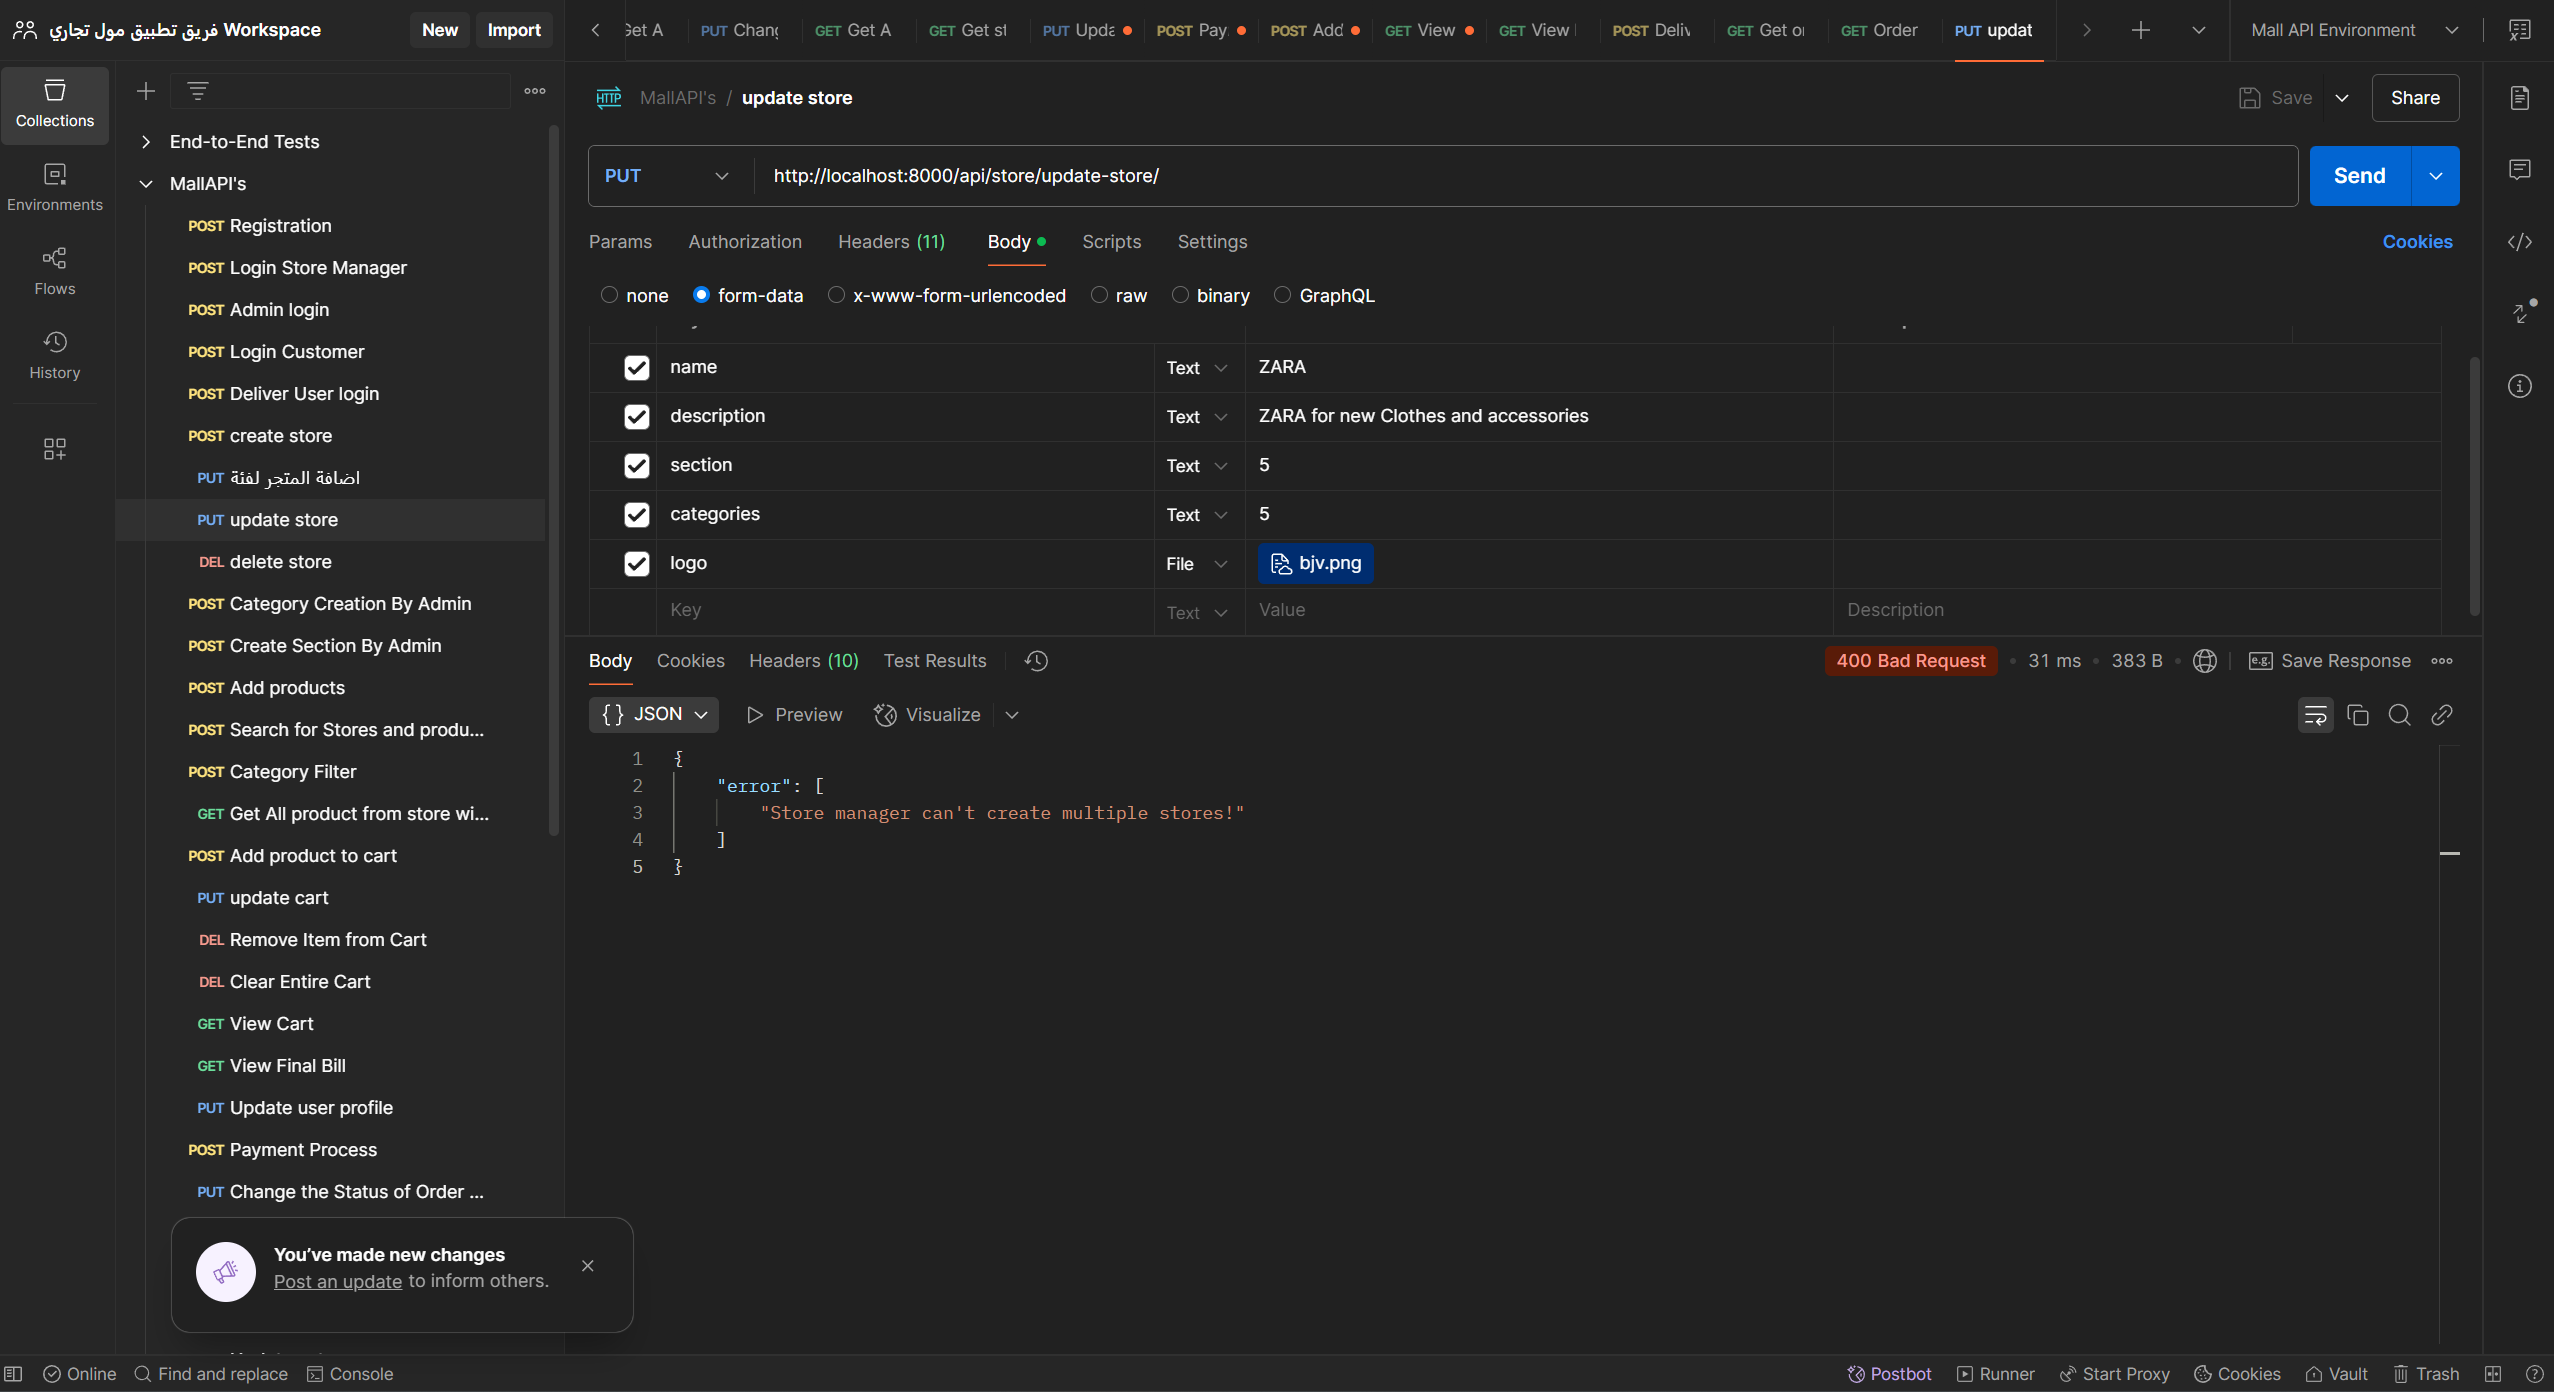 فريق تطبيق مول تجاري Workspace
New
Import
Get A
PUT Chang
GET Get A
GET Get st
PUT Upda
POST Pay
POST Add
GET View
GET View
POST Deliv
GET Get o
GET Order
PUT updat
Mall API Environment
Collections
Environments
Flows
History
End-to-End Tests
MallAPI's
POST Registration
POST Login Store Manager
POST Admin login
POST Login Customer
POST Deliver User login
POST create store
PUT اضافة المتجر لفئة
PUT update store
DEL delete store
POST Category Creation By Admin
POST Create Section By Admin
POST Add products
POST Search for Stores and produ...
POST Category Filter
GET Get All product from store wi...
POST Add product to cart
PUT update cart
DEL Remove Item from Cart
DEL Clear Entire Cart
GET View Cart
GET View Final Bill
PUT Update user profile
POST Payment Process
PUT Change the Status of Order ...
You've made new changes
Post an update to inform others.
HTTP MallAPI's / update store
Save
Share
PUT
http://localhost:8000/api/store/update-store/
Send
Params Authorization Headers (11) Body Scripts Settings
Cookies
none form-data x-www-form-urlencoded raw binary GraphQL
name Text ZARA
description Text ZARA for new Clothes and accessories
section Text 5
categories Text 5
logo File bjv.png
Key Text Value Description
Body Cookies Headers (10) Test Results
400 Bad Request • 31 ms • 383 B
e.g. Save Response
{} JSON Preview Visualize
1 {
2 "error": [
3 "Store manager can't create multiple stores!"
4 ]
5 }
Online Find and replace Console
Postbot Runner Start Proxy Cookies Vault Trash